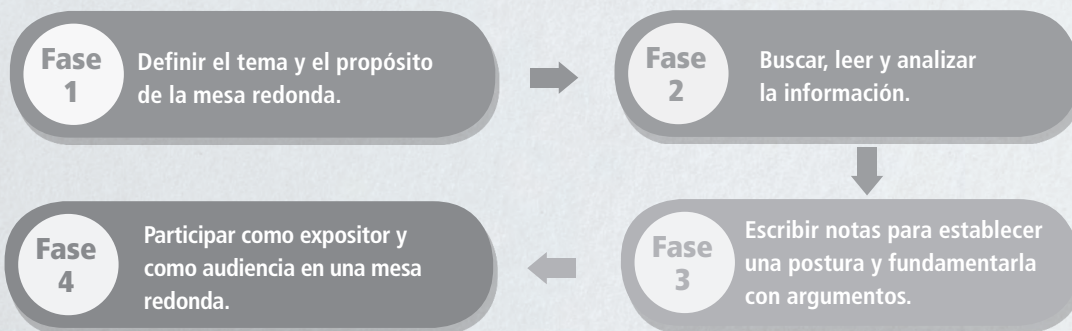 Fase
1
Definir el tema y el propósito
de la mesa redonda.
Fase
2
Buscar, leer y analizar
la información.
Fase
3
Escribir notas para establecer
una postura y fundamentarla
con argumentos.
Fase
4
Participar como expositor y
como audiencia en una mesa
redonda.